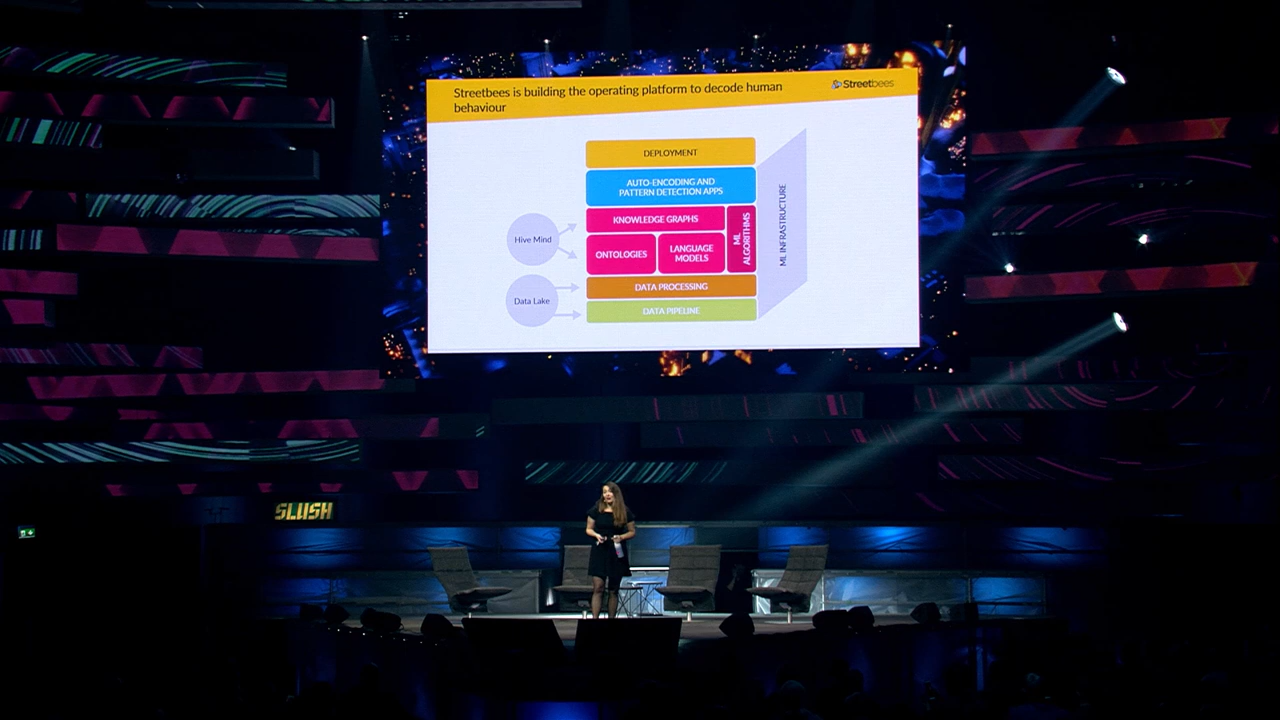 Streetbees is building the operating platform to decode human
behaviour
Streetbees
DEPLOYMENT
AUTO-ENCODING AND
PATTERN DETECTION APPS
KNOWLEDGE GRAPHS
ML
ALGORITHMS
ML INFRASTRUCTURE
Hive Mind
ONTOLOGIES
LANGUAGE
MODELS
DATA PROCESSING
Data Lake
DATA PIPELINE
SLUSH